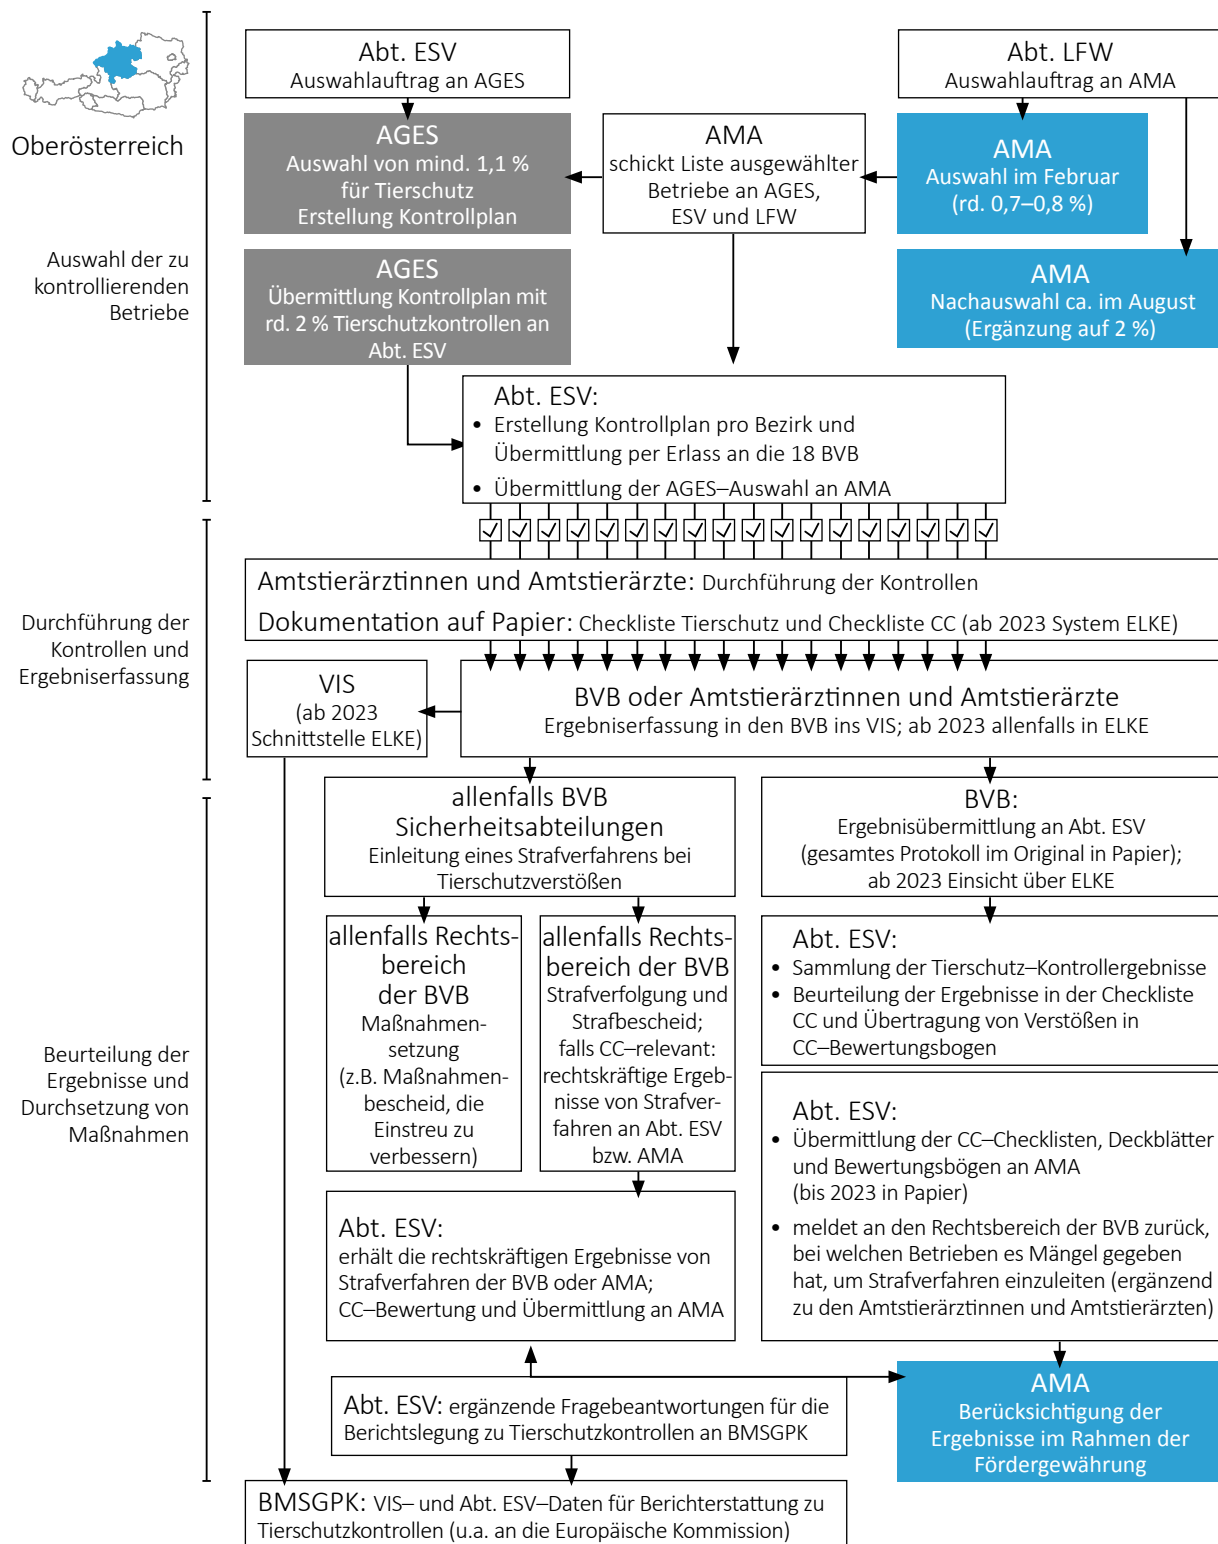 Oberösterreich
Abt. ESV
Auswahlauftrag an AGES
Abt. LFW
Auswahlauftrag an AMA
Auswahl der zu
kontrollierenden
Betriebe
AGES
Auswahl von mind. 1,1 %
für Tierschutz
Erstellung Kontrollplan
AMA
schickt Liste ausgewählter
Betriebe an AGES,
ESV und LFW
AMA
Auswahl im Februar
(rd. 0,7–0,8 %)
AGES
Übermittlung Kontrollplan mit
rd. 2 % Tierschutzkontrollen an
Abt. ESV
AMA
Nachauswahl ca. im August
(Ergänzung auf 2 %)
Abt. ESV:
• Erstellung Kontrollplan pro Bezirk und
Übermittlung per Erlass an die 18 BVB
• Übermittlung der AGES–Auswahl an AMA
Durchführung der
Kontrollen und
Ergebniserfassung
Amtstierärztinnen und Amtstierärzte: Durchführung der Kontrollen
Dokumentation auf Papier: Checkliste Tierschutz und Checkliste CC (ab 2023 System ELKE)
VIS
(ab 2023
Schnittstelle ELKE)
BVB oder Amtstierärztinnen und Amtstierärzte
Ergebniserfassung in den BVB ins VIS; ab 2023 allenfalls in ELKE
Beurteilung der
Ergebnisse und
Durchsetzung von
Maßnahmen
allenfalls BVB
Sicherheitsabteilungen
Einleitung eines Strafverfahrens bei
Tierschutzverstößen
BVB:
Ergebnisübermittlung an Abt. ESV
(gesamtes Protokoll im Original in Papier);
ab 2023 Einsicht über ELKE
allenfalls Rechts-
bereich
der BVB
Maßnahmen-
setzung
(z.B. Maßnahmen-
bescheid, die
Einstreu zu
verbessern)
allenfalls Rechts-
bereich der BVB
Strafverfolgung und
Strafbescheid;
falls CC–relevant:
rechtskräftige Ergeb-
nisse von Strafver-
fahren an Abt. ESV
bzw. AMA
Abt. ESV:
• Sammlung der Tierschutz–Kontrollergebnisse
• Beurteilung der Ergebnisse in der Checkliste
CC und Übertragung von Verstößen in
CC–Bewertungsbogen
Abt. ESV:
• Übermittlung der CC–Checklisten, Deckblätter
und Bewertungsbögen an AMA
(bis 2023 in Papier)
• meldet an den Rechtsbereich der BVB zurück,
bei welchen Betrieben es Mängel gegeben
hat, um Strafverfahren einzuleiten (ergänzend
zu den Amtstierärztinnen und Amtstierärzten)
Abt. ESV:
erhält die rechtskräftigen Ergebnisse von
Strafverfahren der BVB oder AMA;
CC–Bewertung und Übermittlung an AMA
Abt. ESV: ergänzende Fragebeantwortungen für die
Berichtslegung zu Tierschutzkontrollen an BMSGPK
AMA
Berücksichtigung der
Ergebnisse im Rahmen der
Fördergewährung
BMSGPK: VIS– und Abt. ESV–Daten für Berichterstattung zu
Tierschutzkontrollen (u.a. an die Europäische Kommission)